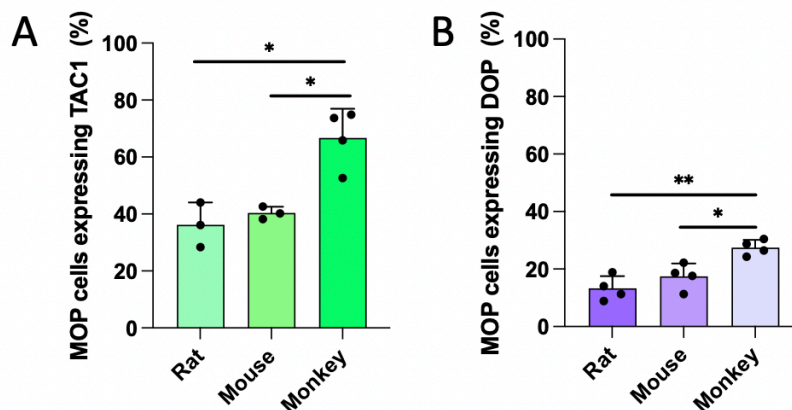 A
MOP cells expressing TAC1 (%)
100
80
60
40
20
0
*
*
Rat
Mouse
Monkey
B
MOP cells expressing DOP (%)
100
80
60
40
20
0
**
*
Rat
Mouse
Monkey